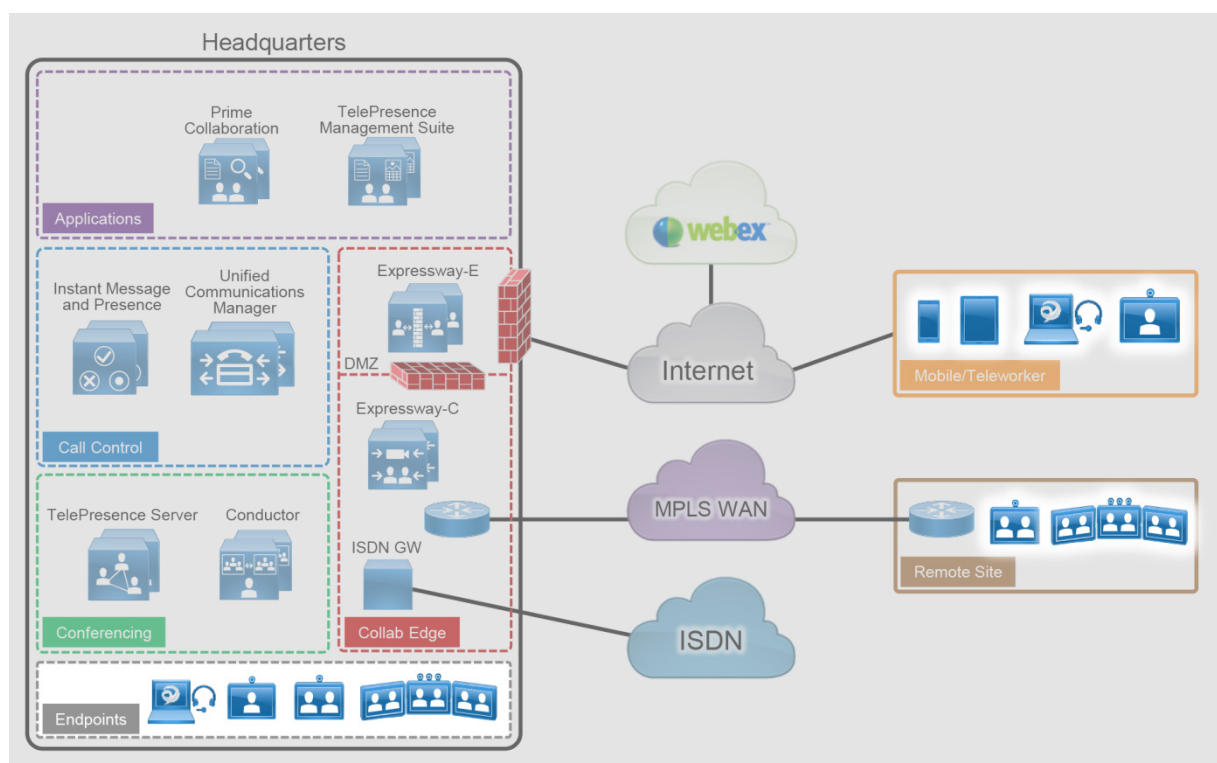 Headquarters
Prime
Collaboration
TelePresence
Management Suite
Applications
Instant Message
and Presence
Unified
Communications
Manager
Call Control
Expressway-E
DMZ
Expressway-C
ISDN GW
Collab Edge
TelePresence Server
Conductor
Conferencing
Endpoints
webex
Internet
MPLS WAN
ISDN
Mobile/Teleworker
Remote Site